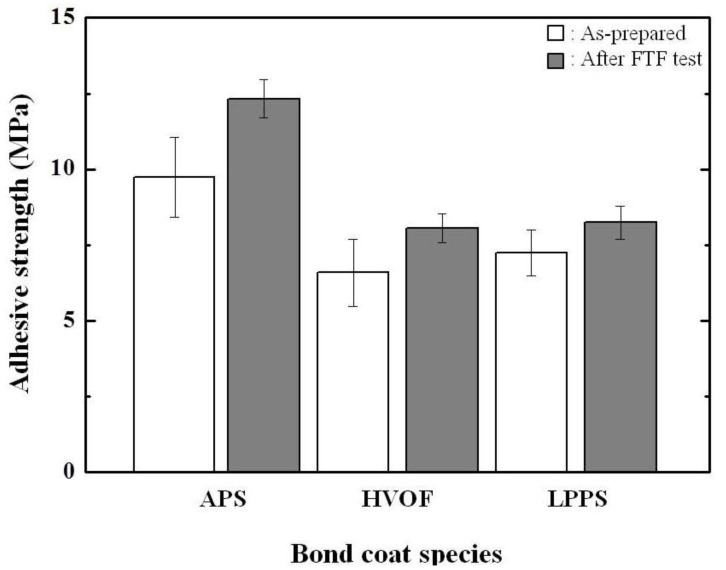 15
: As-prepared
: After FTF test
Adhesive strength (MPa)
10
5
0
APS HVOF LPPS
Bond coat species